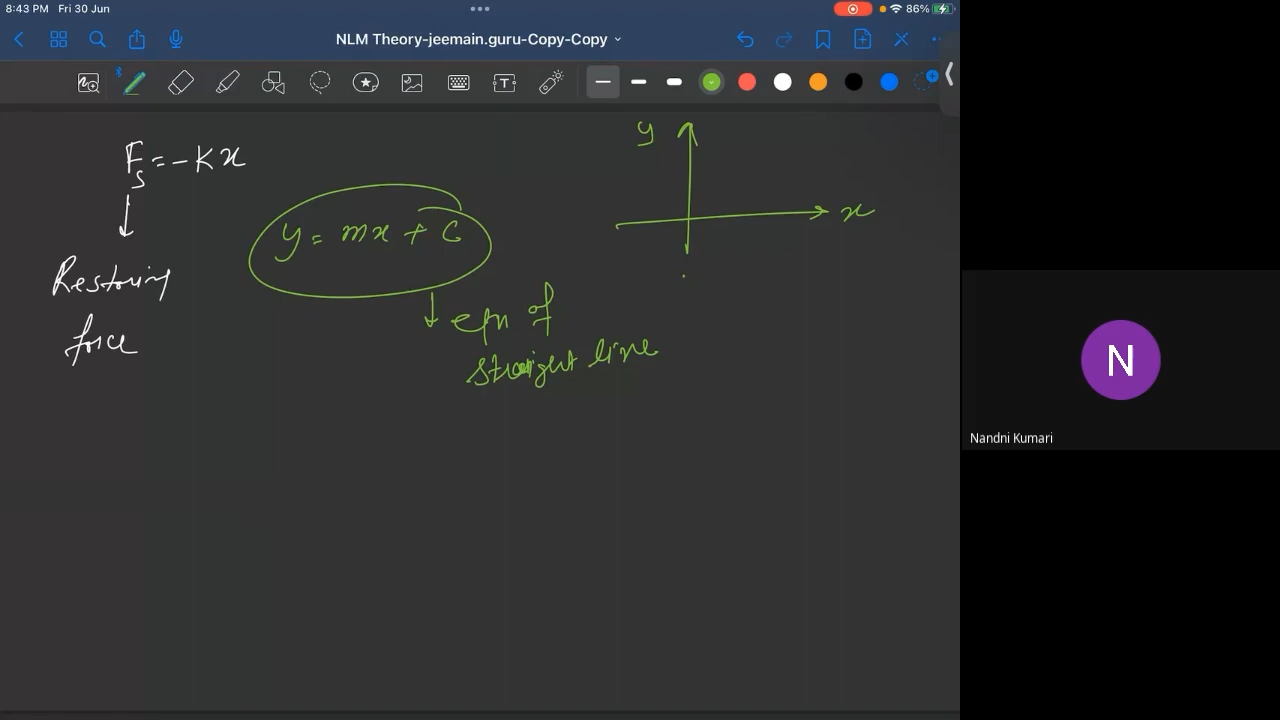 8:43 PM Fri 30 Jun
86%
NLM Theory-jeemain.guru-Copy-Copy
F_s = -Kx
Restoring
force
y = mx + C
eqn of
straight line
y
x
N
Nandni Kumari